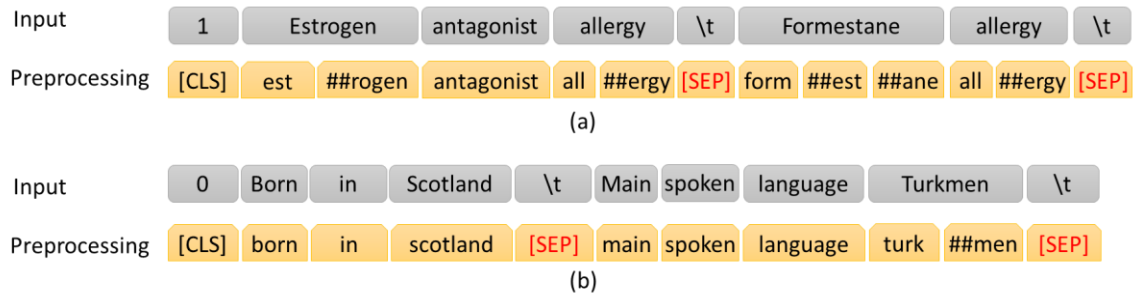 Input 1 Estrogen antagonist allergy \t Formestane allergy \t
Preprocessing [CLS] est ##rogen antagonist all ##ergy [SEP] form ##est ##ane all ##ergy [SEP]
(a)
Input 0 Born in Scotland \t Main spoken language Turkmen \t
Preprocessing [CLS] born in scotland [SEP] main spoken language turk ##men [SEP]
(b)